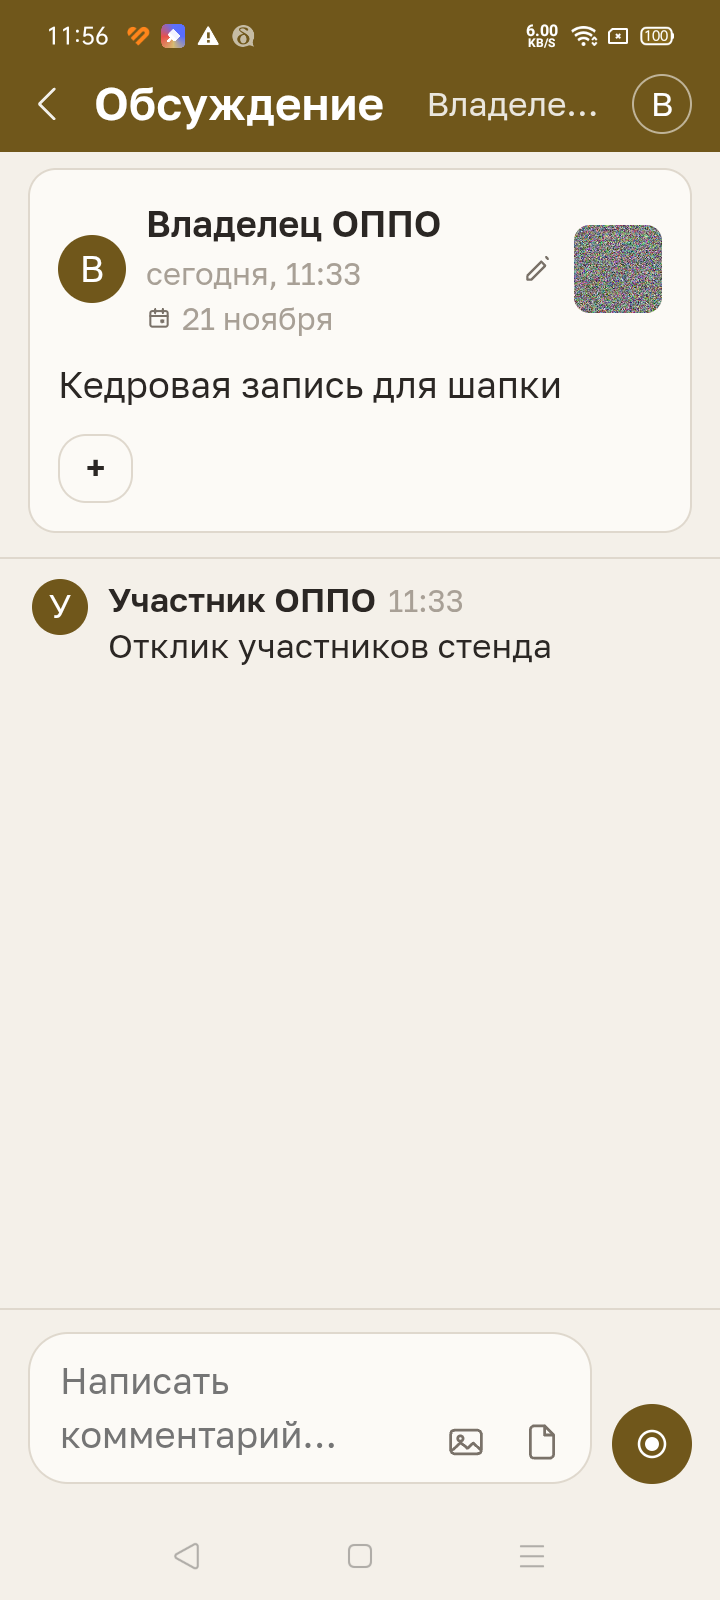 11:56
6.00
KB/S
100
Обсуждение
Владеле...
В
В
Владелец ОППО
сегодня, 11:33
21 ноября
Кедровая запись для шапки
+
У
Участник ОППО 11:33
Отклик участников стенда
Написать
комментарий...